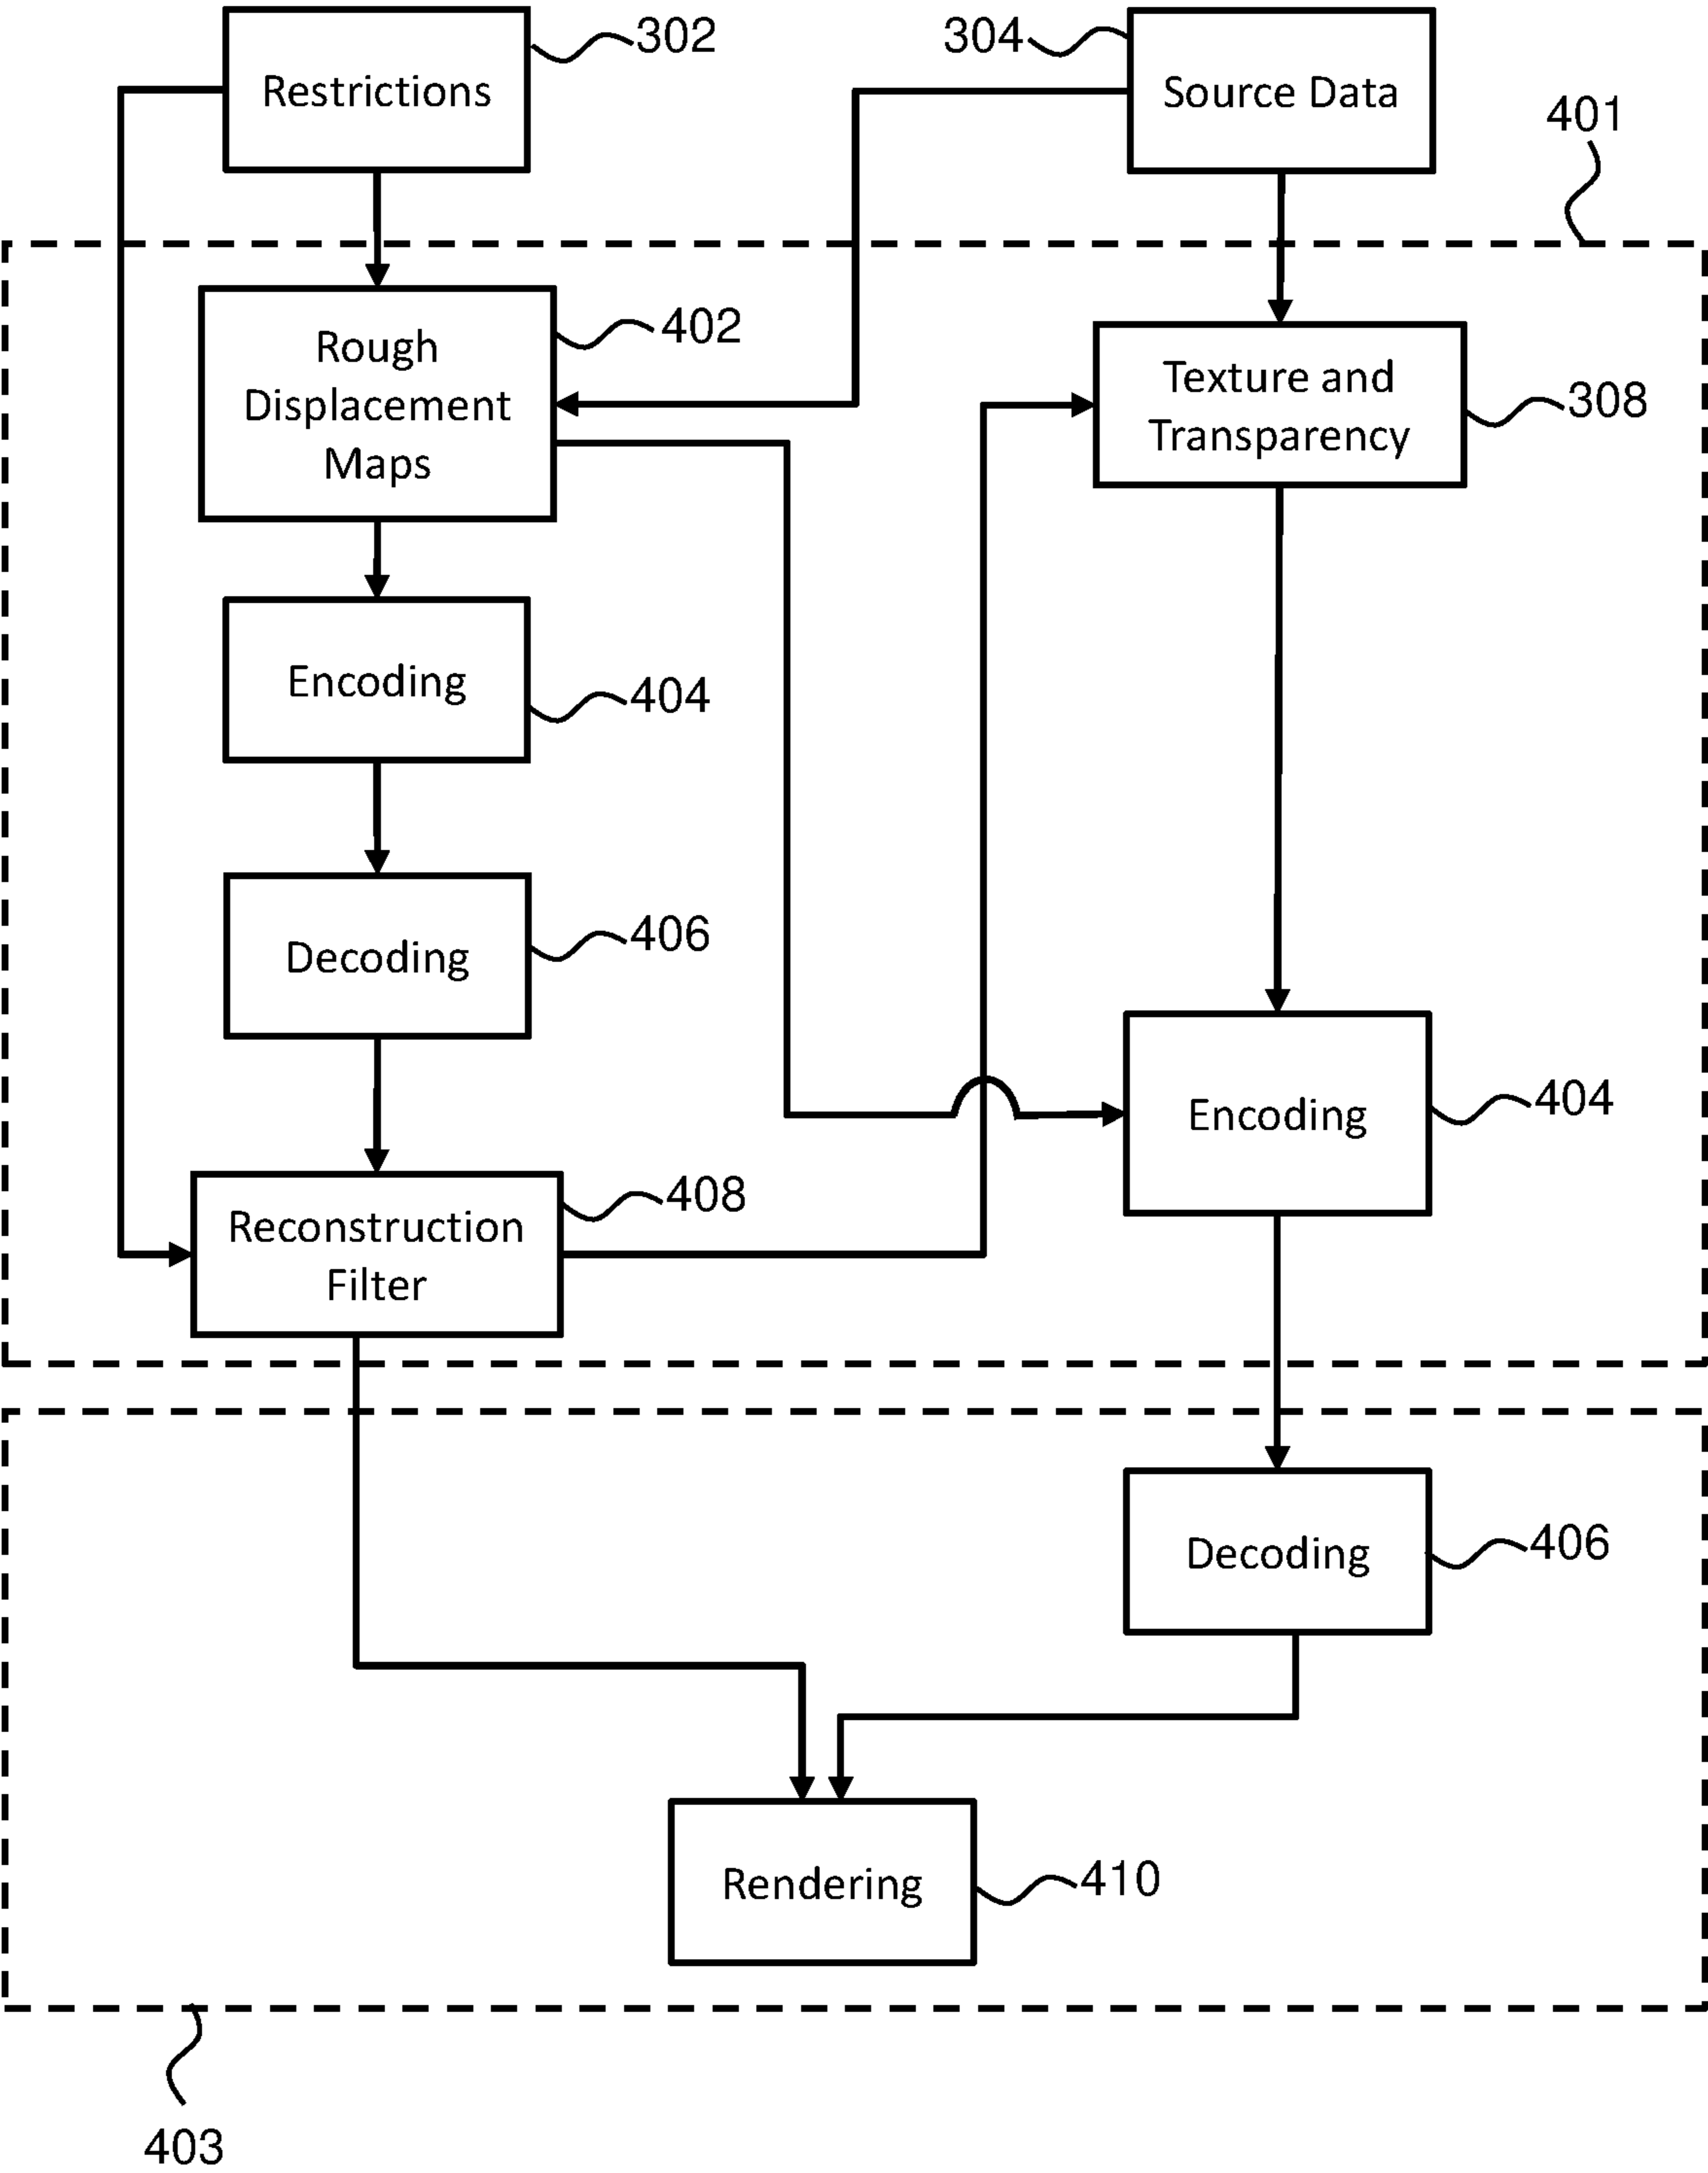 302
304
Restrictions
Source Data
401
402
Rough
Displacement
Maps
Texture and
Transparency
308
Encoding
404
Decoding
406
Encoding
404
408
Reconstruction
Filter
Decoding
406
Rendering
410
403